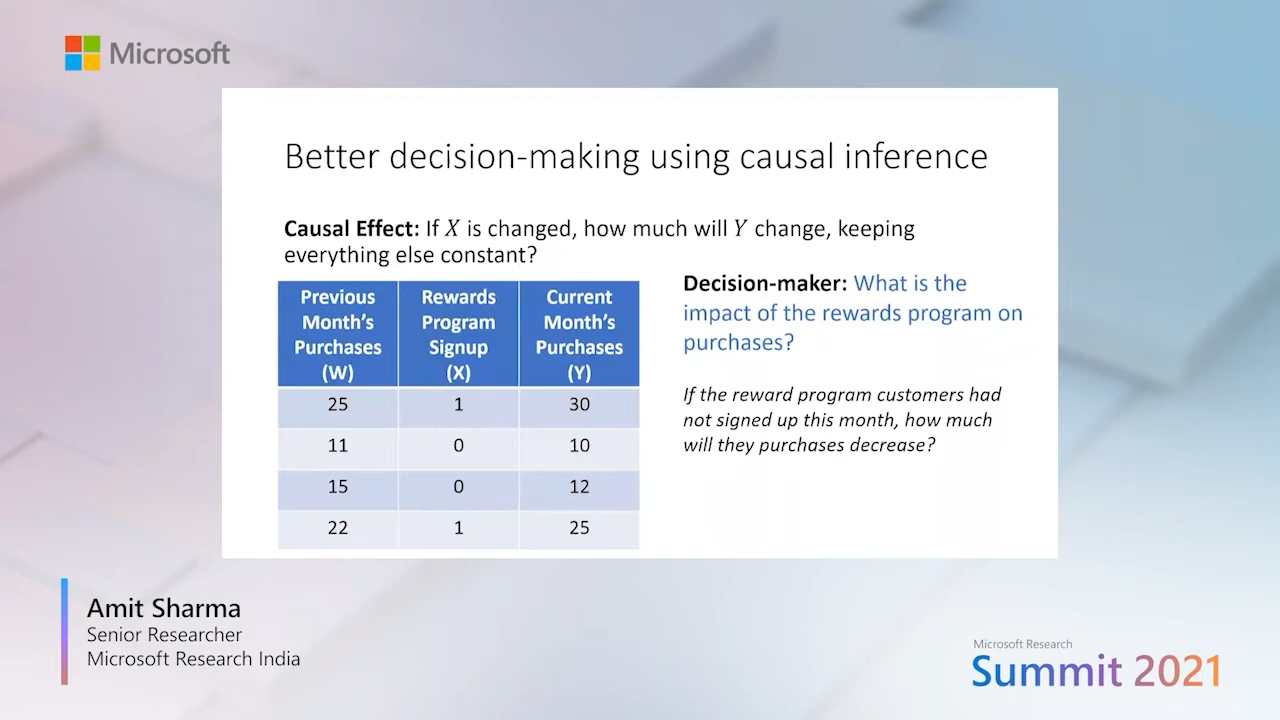 Microsoft
Better decision-making using causal inference
Causal Effect: If X is changed, how much will Y change, keeping
everything else constant?
Previous Month's Purchases (W) Rewards Program Signup (X) Current Month's Purchases (Y)
25 1 30
11 0 10
15 0 12
22 1 25
Decision-maker: What is the
impact of the rewards program on
purchases?
If the reward program customers had
not signed up this month, how much
will they purchases decrease?
Amit Sharma
Senior Researcher
Microsoft Research India
Microsoft Research
Summit 2021